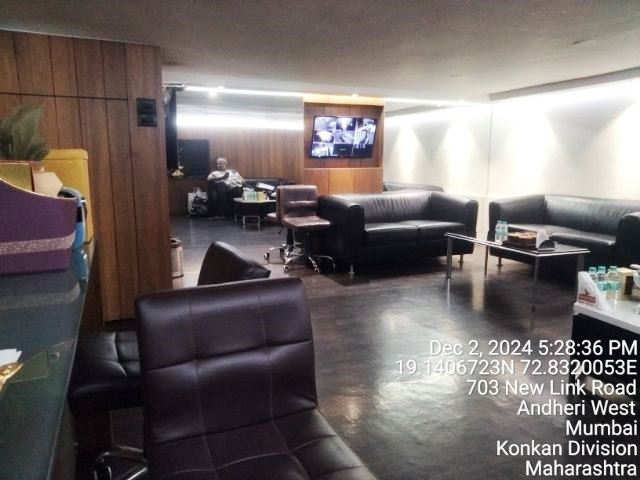 Dec 2, 2024 5:28:36 PM
19.1406723N 72.8320053E
703 New Link Road
Andheri West
Mumbai
Konkan Division
Maharashtra